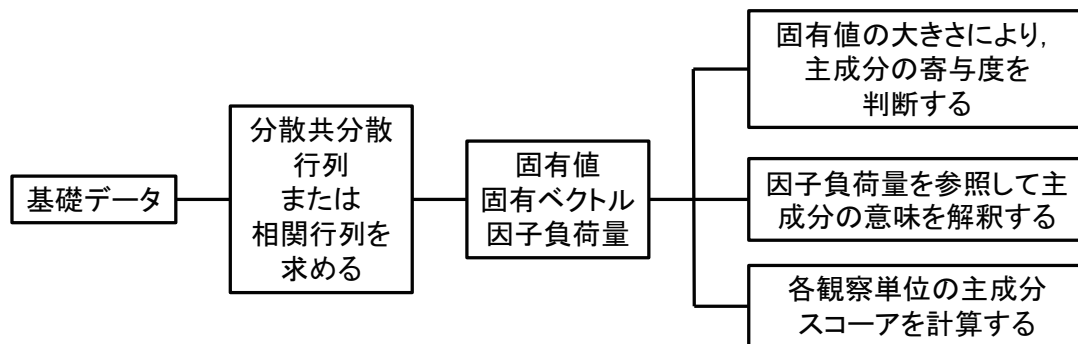 基礎データ
分散共分散
行列
または
相関行列を
求める
固有値
固有ベクトル
因子負荷量
固有値の大きさにより,
主成分の寄与度を
判断する
因子負荷量を参照して主
成分の意味を解釈する
各観察単位の主成分
スコーアを計算する